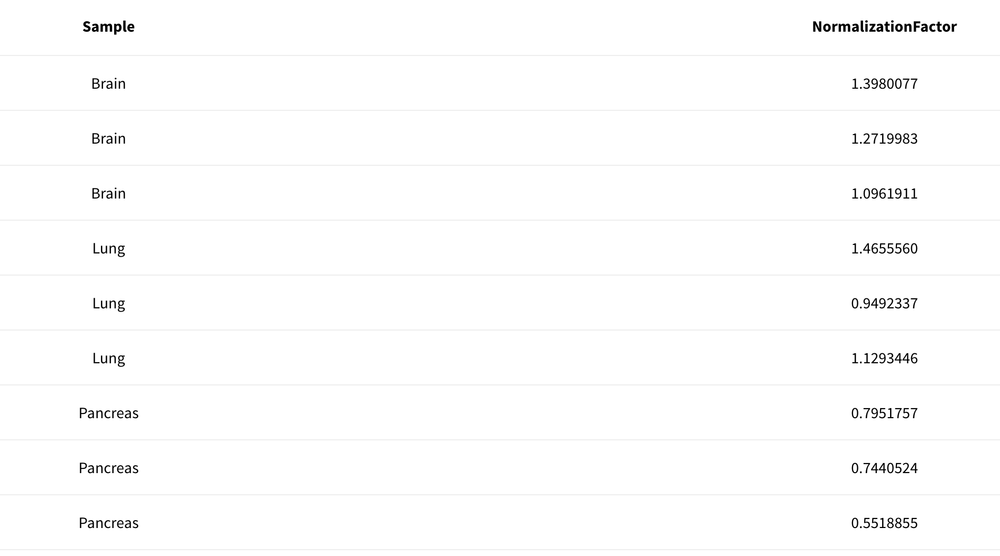 Sample NormalizationFactor
Brain 1.3980077
Brain 1.2719983
Brain 1.0961911
Lung 1.4655560
Lung 0.9492337
Lung 1.1293446
Pancreas 0.7951757
Pancreas 0.7440524
Pancreas 0.5518855